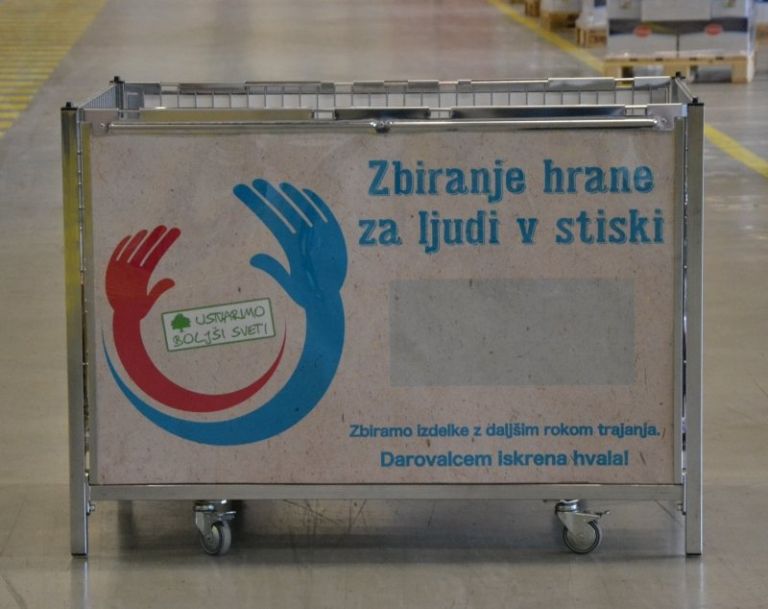 Zbiranje hrane
za ljudi v stiski
USTVARIMO
BOLJŠI SVET!
Zbiramo izdelke z daljšim rokom trajanja.
Darovalcem iskrena hvala!